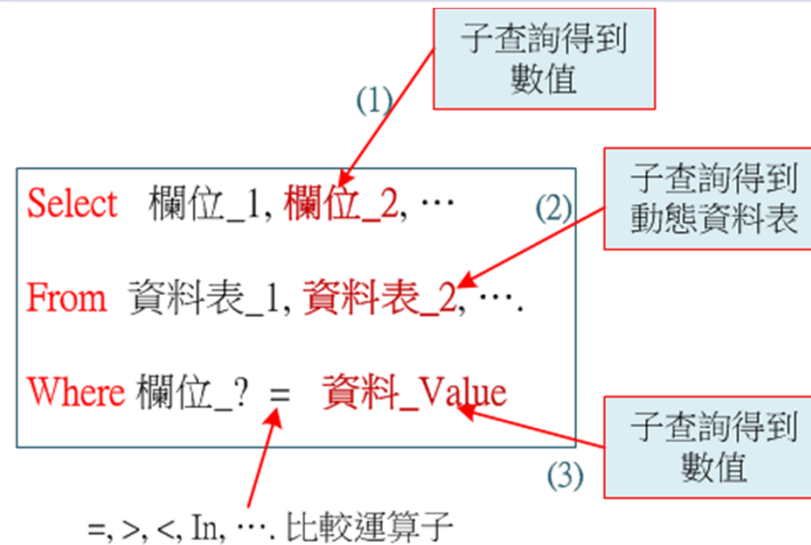 子查詢得到
數值
(1)
Select 欄位_1, 欄位_2, …
(2)
子查詢得到
動態資料表
From 資料表_1, 資料表_2, ….
Where 欄位_? = 資料_Value
子查詢得到
數值
(3)
=, >, <, In, …. 比較運算子